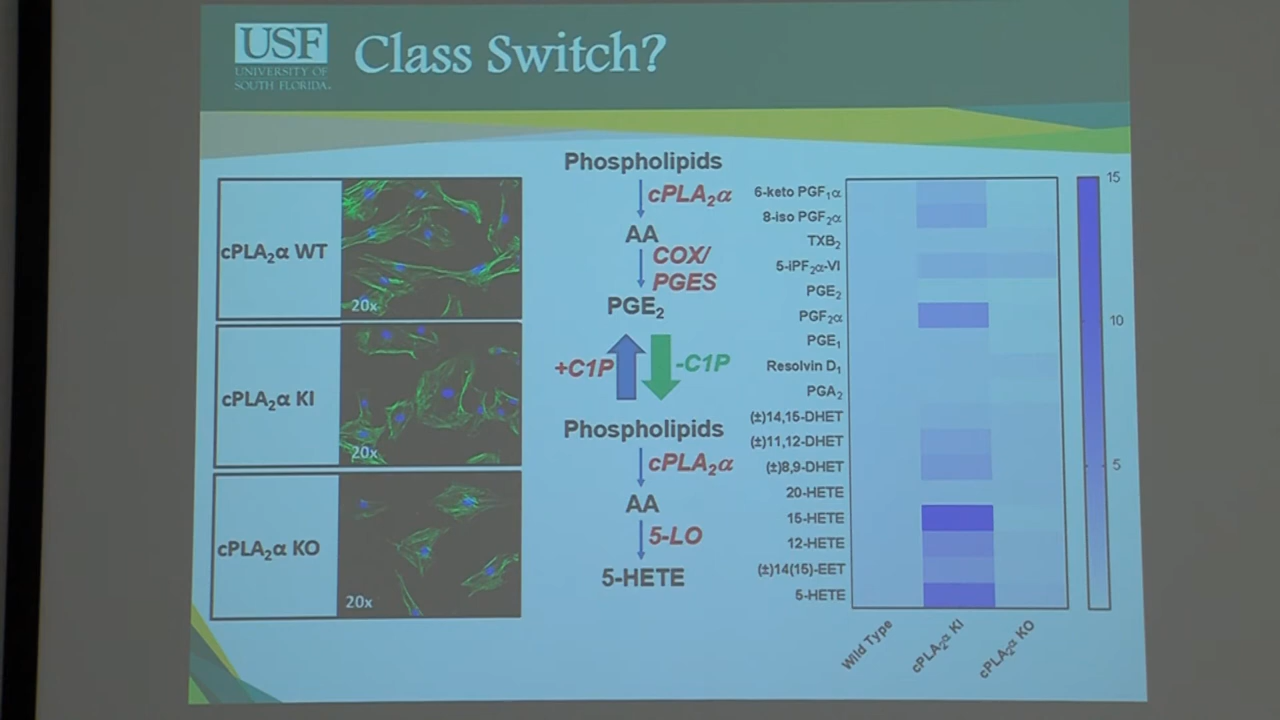 USF
UNIVERSITY OF
SOUTH FLORIDA
Class Switch?
cPLA₂α WT
20x
cPLA₂α KI
20x
cPLA₂α KO
20x
Phospholipids
cPLA₂α
AA
COX/
PGES
PGE₂
+C1P
-C1P
Phospholipids
cPLA₂α
AA
5-LO
5-HETE
6-keto PGF₁α
8-iso PGF₂α
TXB₂
5-iPF₂α-VI
PGE₂
PGF₂α
PGE₁
Resolvin D₁
PGA₂
(±)14,15-DHET
(±)11,12-DHET
(±)8,9-DHET
20-HETE
15-HETE
12-HETE
(±)14(15)-EET
5-HETE
Wild Type
cPLA₂α KI
cPLA₂α KO
15
10
5